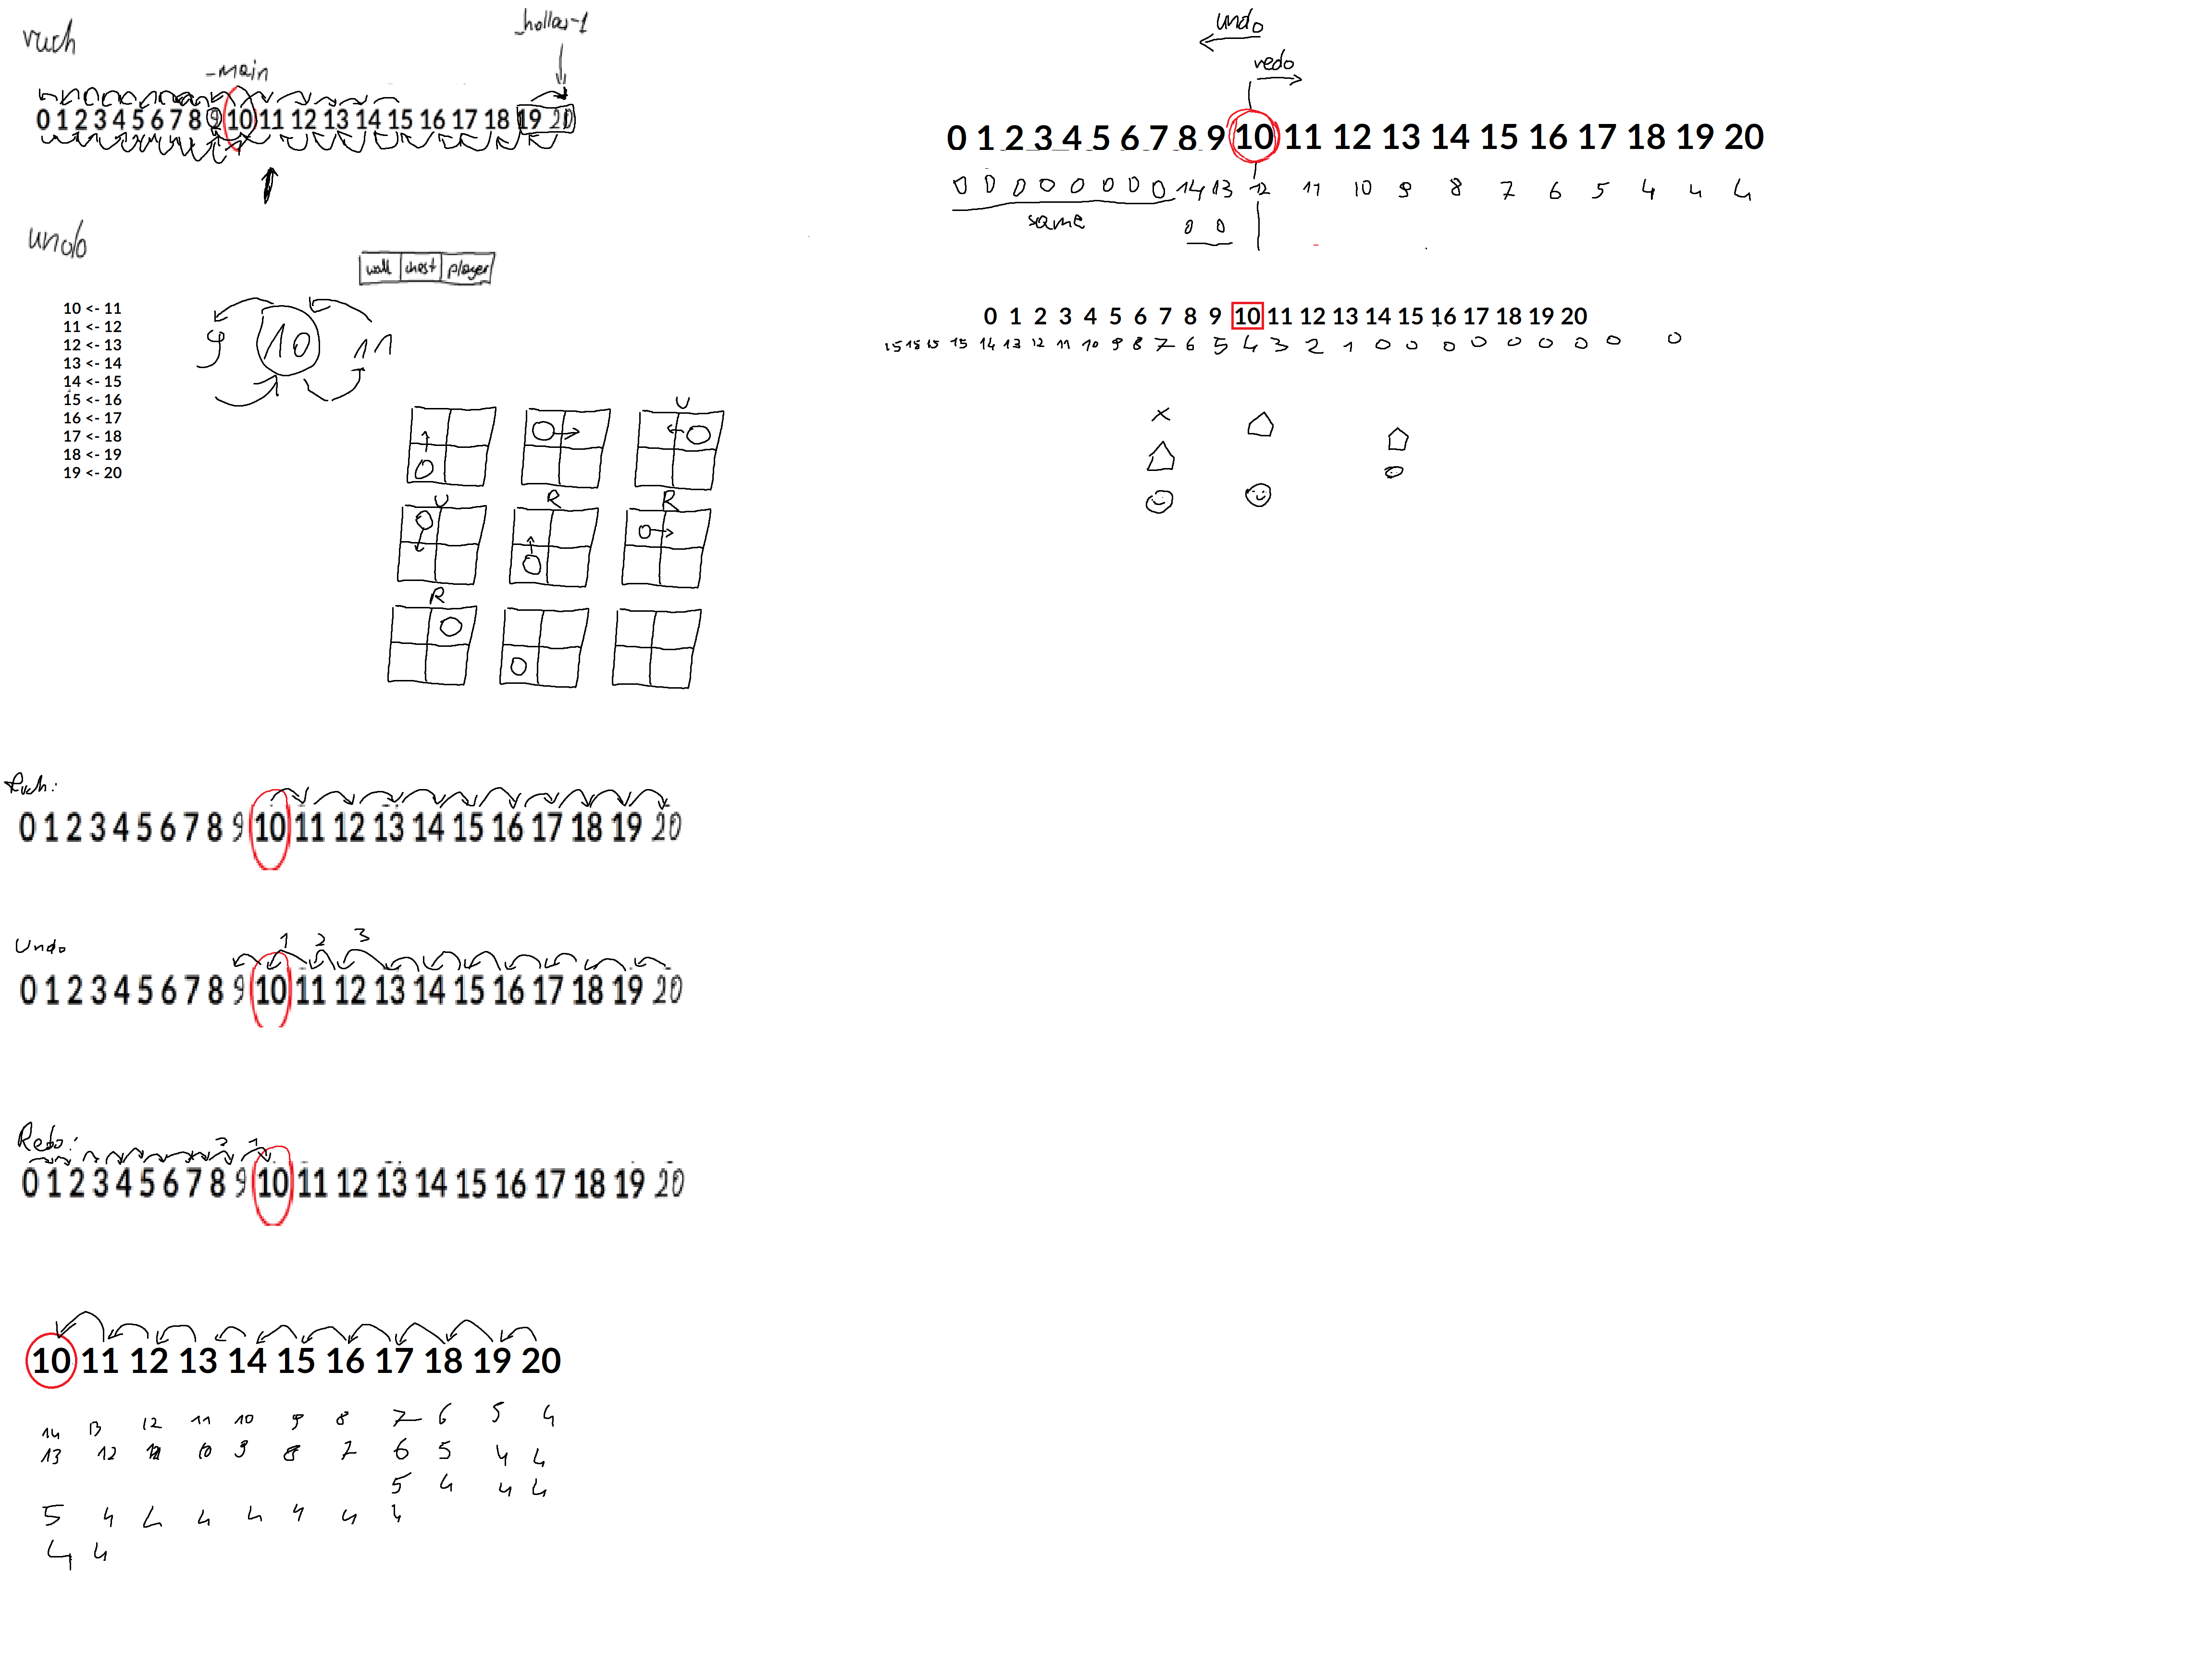 ruch
_main
0 1 2 3 4 5 6 7 8 9 10 11 12 13 14 15 16 17 18 19 20
undo
wall chest player
10 <- 11
11 <- 12
12 <- 13
13 <- 14
14 <- 15
15 <- 16
16 <- 17
17 <- 18
18 <- 19
19 <- 20
9 10 11
U
U R R
R
Ruch:
0 1 2 3 4 5 6 7 8 9 10 11 12 13 14 15 16 17 18 19 20
Undo
1 2 3
0 1 2 3 4 5 6 7 8 9 10 11 12 13 14 15 16 17 18 19 20
Redo:
2 1
0 1 2 3 4 5 6 7 8 9 10 11 12 13 14 15 16 17 18 19 20
10 11 12 13 14 15 16 17 18 19 20
14 13 12 11 10 9 8 7 6 5 4
13 12 11 10 9 8 7 6 5 4 4
5 4 4 4
5 4 4 4 4 4 4 4
4 4
undo
redo
0 1 2 3 4 5 6 7 8 9 10 11 12 13 14 15 16 17 18 19 20
0 0 0 0 0 0 0 0 14 13 12 11 10 9 8 7 6 5 4 4 4
same
0 0
0 1 2 3 4 5 6 7 8 9 10 11 12 13 14 15 16 17 18 19 20
15 15 15 15 14 13 12 11 10 9 8 7 6 5 4 3 2 1 0 0 0 0 0 0 0 0 0
x